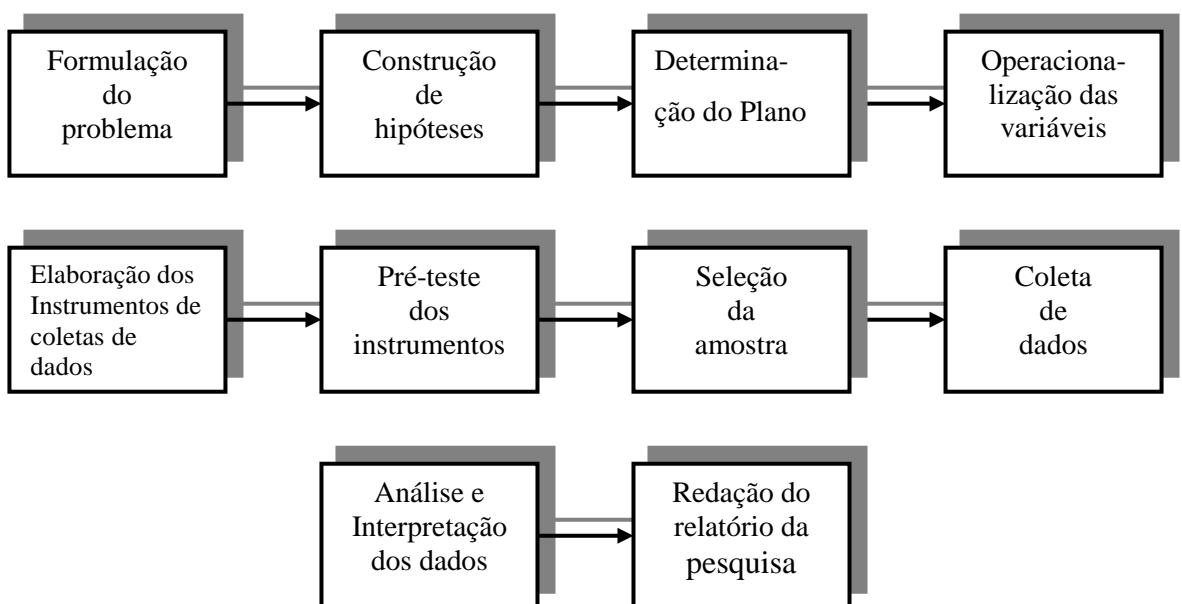 Formulação
do
problema
Construção
de
hipóteses
Determina-
ção do Plano
Operaciona-
lização das
variáveis
Elaboração dos
Instrumentos de
coletas de
dados
Pré-teste
dos
instrumentos
Seleção
da
amostra
Coleta
de
dados
Análise e
Interpretação
dos dados
Redação do
relatório da
pesquisa